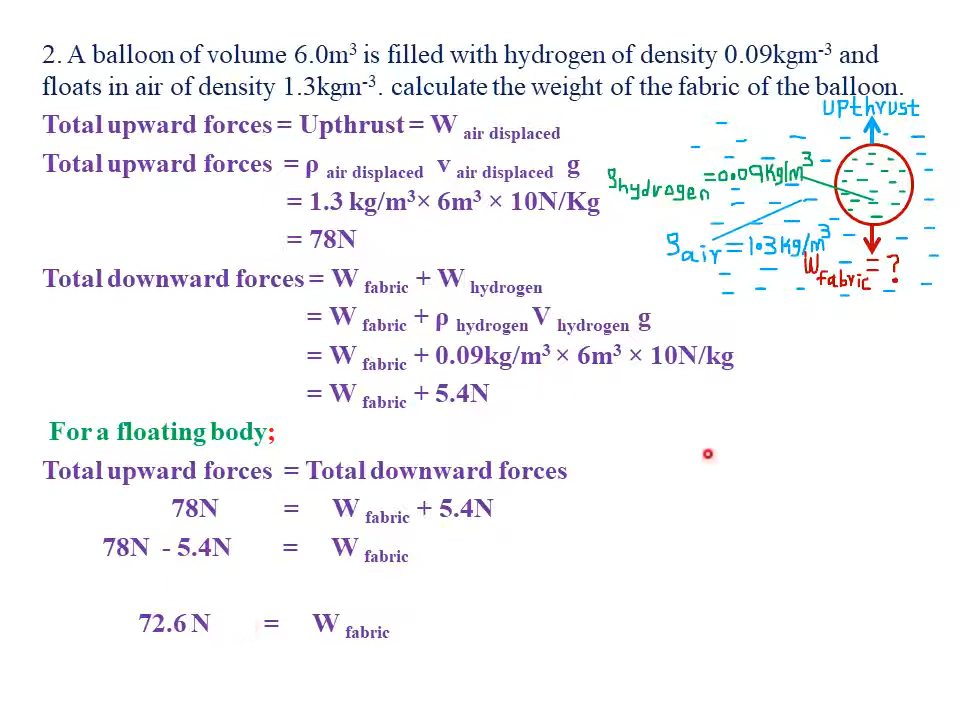 2. A balloon of volume 6.0m³ is filled with hydrogen of density 0.09kgm⁻³ and
floats in air of density 1.3kgm⁻³. calculate the weight of the fabric of the balloon.
Total upward forces = Upthrust = W air displaced
Total upward forces = ρ air displaced v air displaced g
= 1.3 kg/m³× 6m³ × 10N/Kg
= 78N
Total downward forces = W fabric + W hydrogen
= W fabric + ρ hydrogen V hydrogen g
= W fabric + 0.09kg/m³ × 6m³ × 10N/kg
= W fabric + 5.4N
For a floating body;
Total upward forces = Total downward forces
78N = W fabric + 5.4N
78N - 5.4N = W fabric
72.6 N = W fabric
UPthrust
ρhydrogen =0.09Kg/m³
ρair =1.3kg/m³
Wfabric = ?